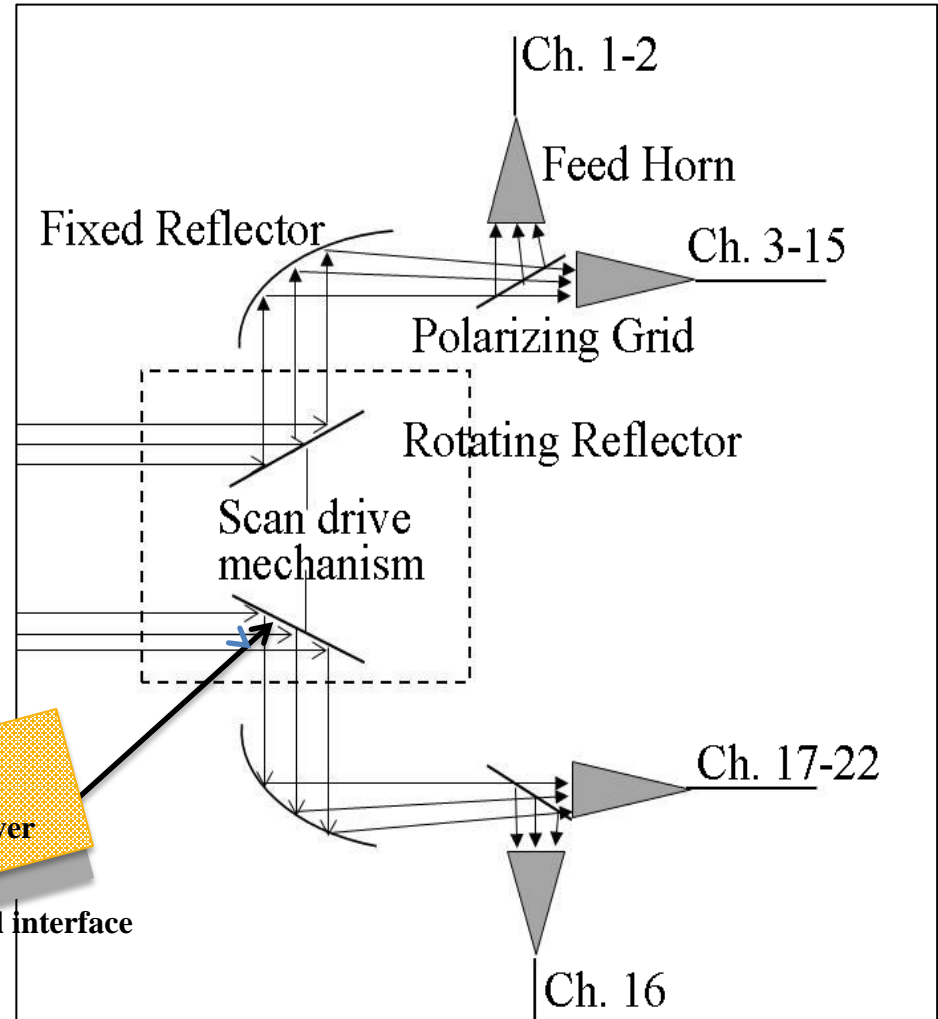 Ch. 1-2
Feed Horn
Fixed Reflector
Ch. 3-15
Polarizing Grid
Rotating Reflector
Scan drive
mechanism
Ch. 17-22
interface
Ch. 16